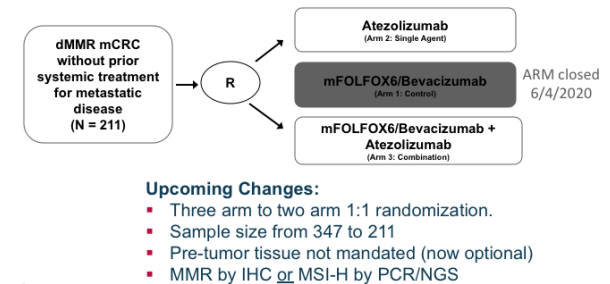 dMMR mCRC
without prior
systemic treatment
for metastatic
disease
(N = 211)
R
Atezolizumab
(Arm 2: Single Agent)
mFOLFOX6/Bevacizumab
(Arm 1: Control)
ARM closed
6/4/2020
mFOLFOX6/Bevacizumab +
Atezolizumab
(Arm 3: Combination)
Upcoming Changes:
▪ Three arm to two arm 1:1 randomization.
▪ Sample size from 347 to 211
▪ Pre-tumor tissue not mandated (now optional)
▪ MMR by IHC or MSI-H by PCR/NGS